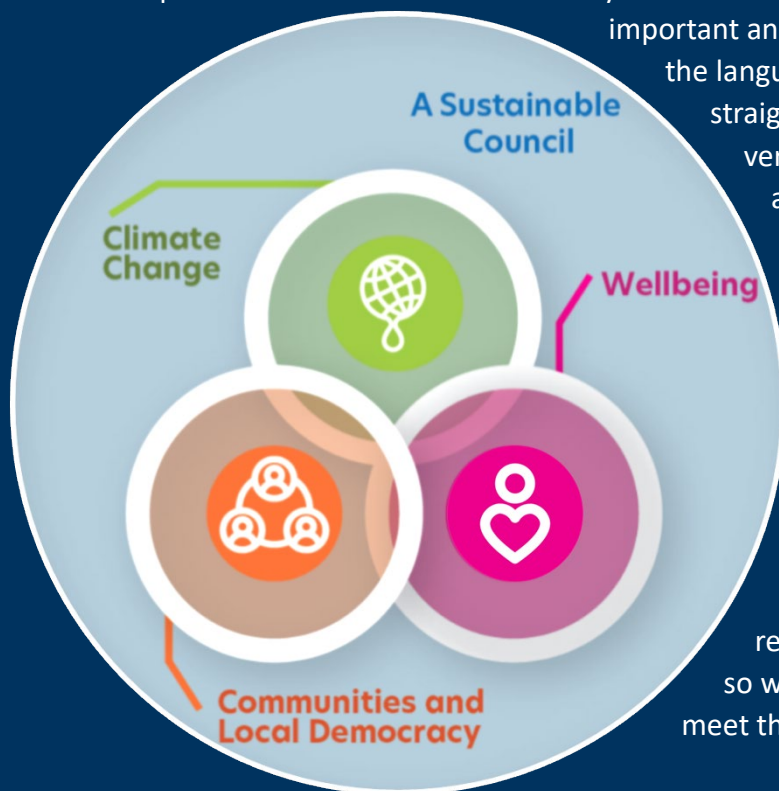 important an
the langu
A Sustainable
Council
straig
ver
a
Climate
Change
Wellbeing
re
so w
meet th
Communities and
Local Democracy